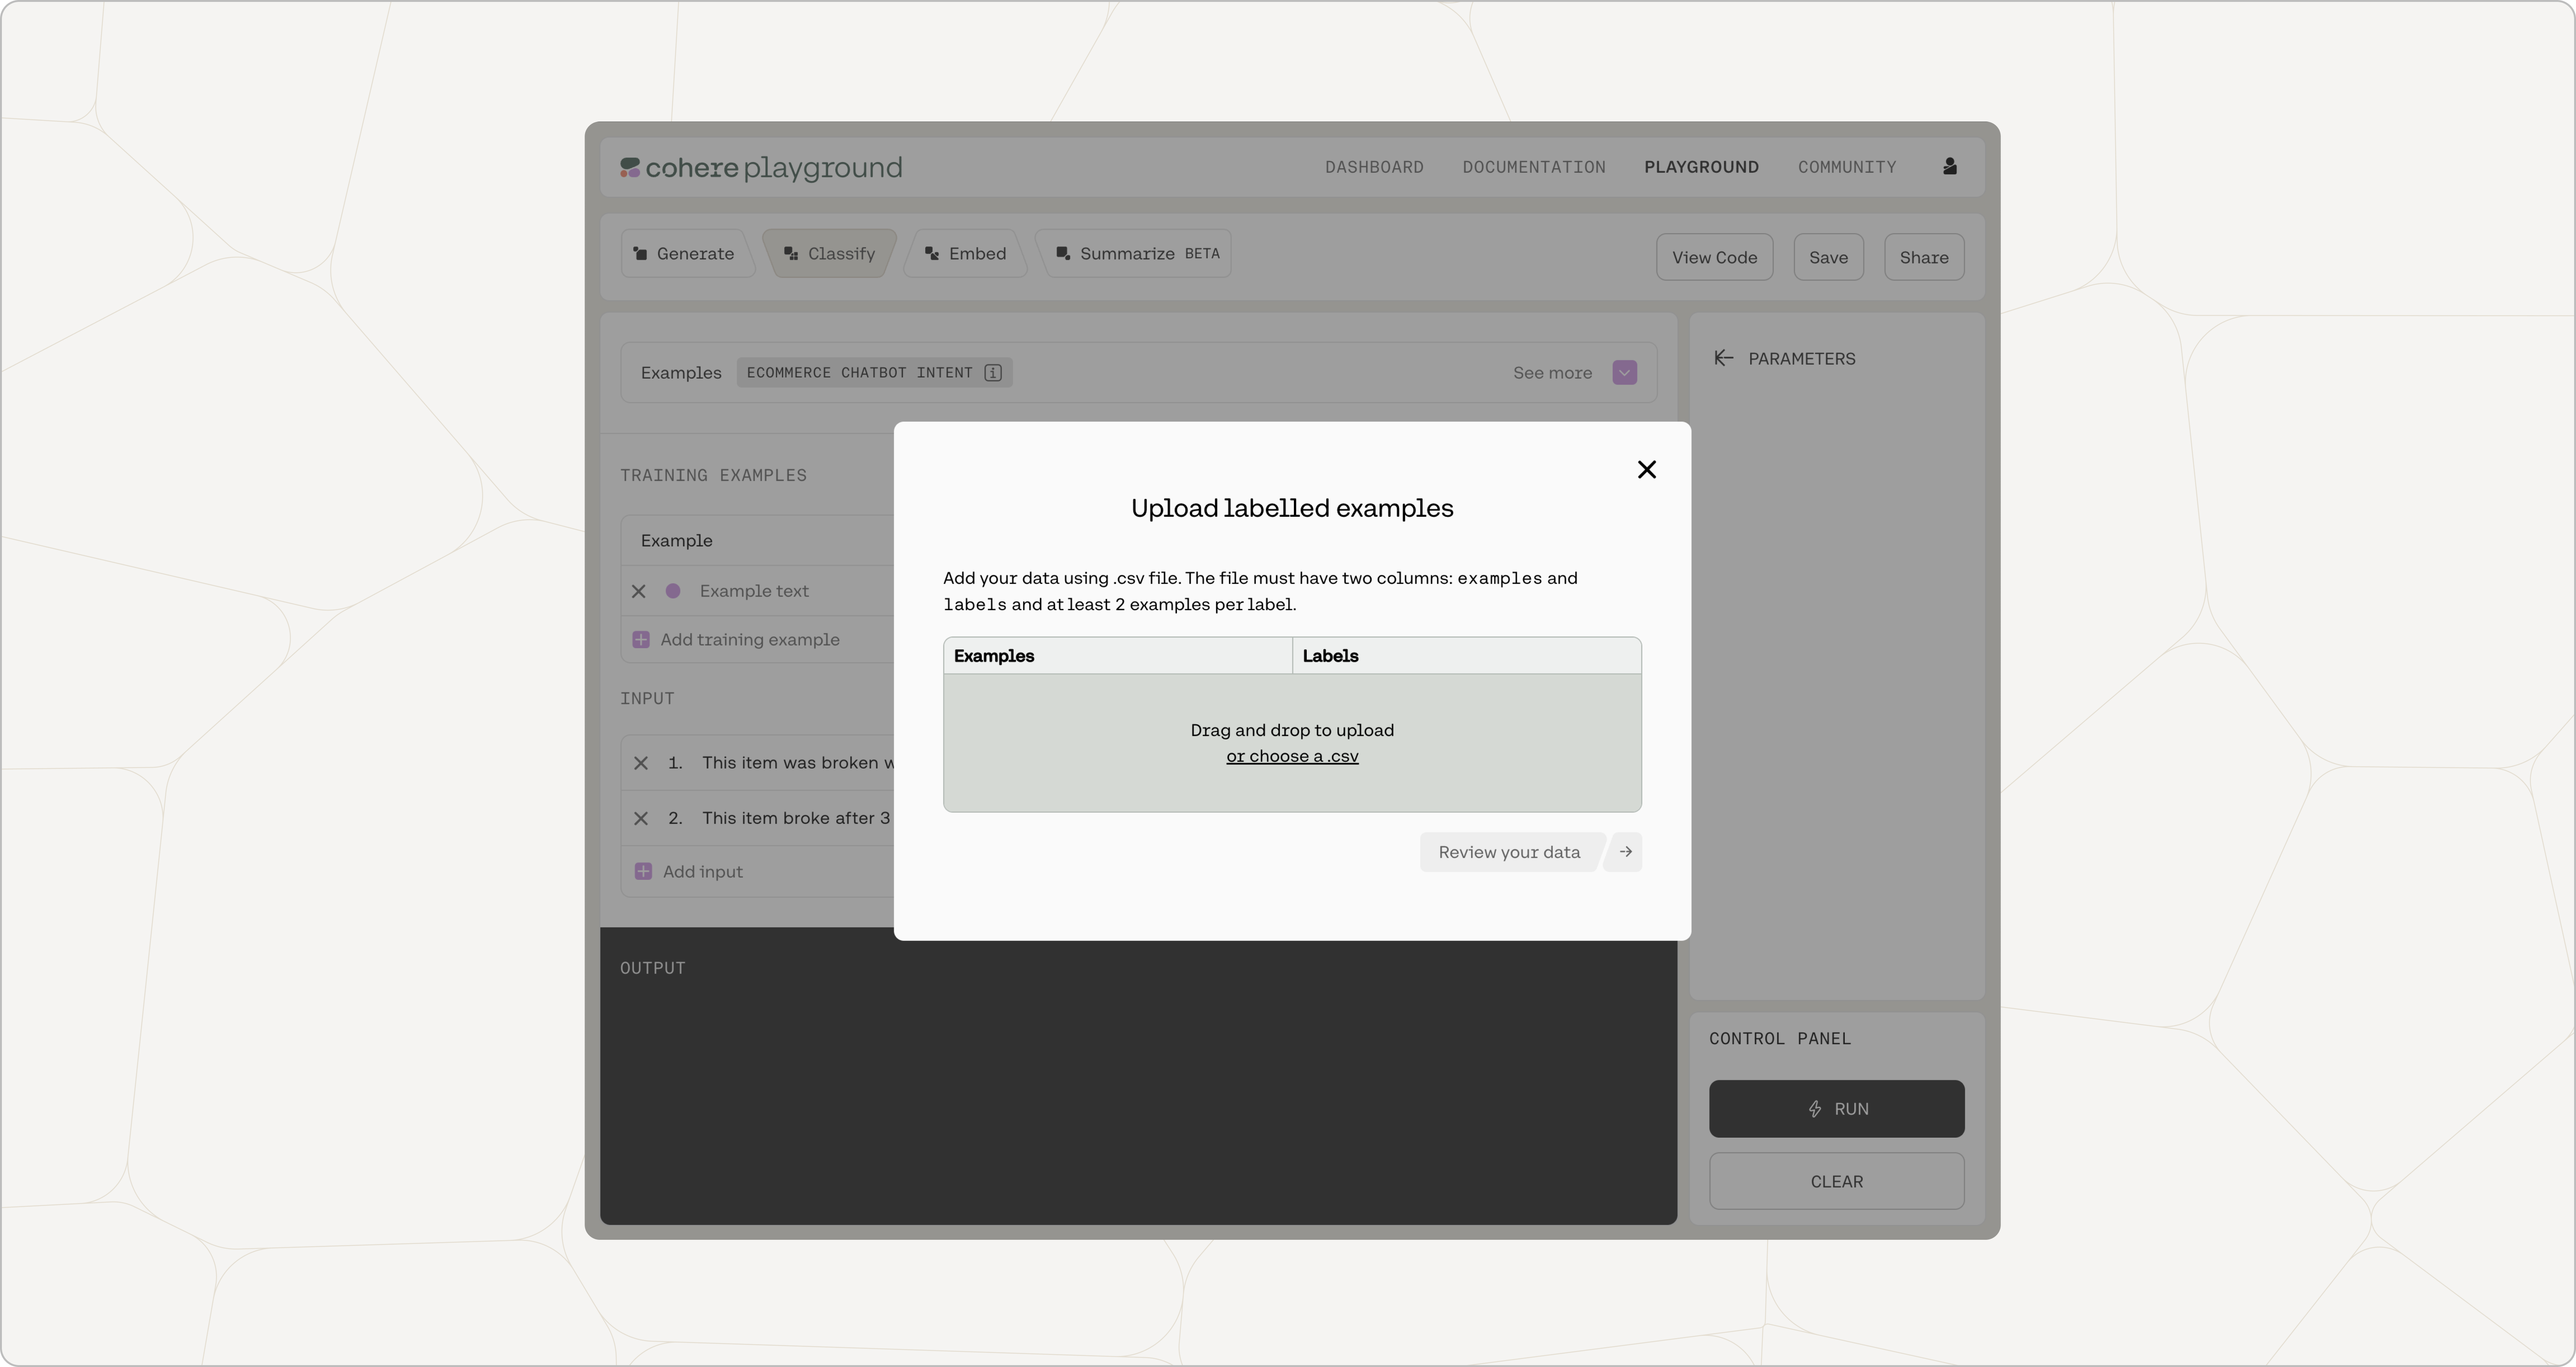 cohere playground
DASHBOARD DOCUMENTATION PLAYGROUND COMMUNITY
Generate Classify Embed Summarize BETA
View Code Save Share
Examples ECOMMERCE CHATBOT INTENT i See more
PARAMETERS
TRAINING EXAMPLES
Example
Example text
Add training example
INPUT
1. This item was broken w
2. This item broke after 3
Add input
Upload labelled examples
Add your data using .csv file. The file must have two columns: examples and
labels and at least 2 examples per label.
Examples Labels
Drag and drop to upload
or choose a .csv
Review your data
OUTPUT
CONTROL PANEL
RUN
CLEAR